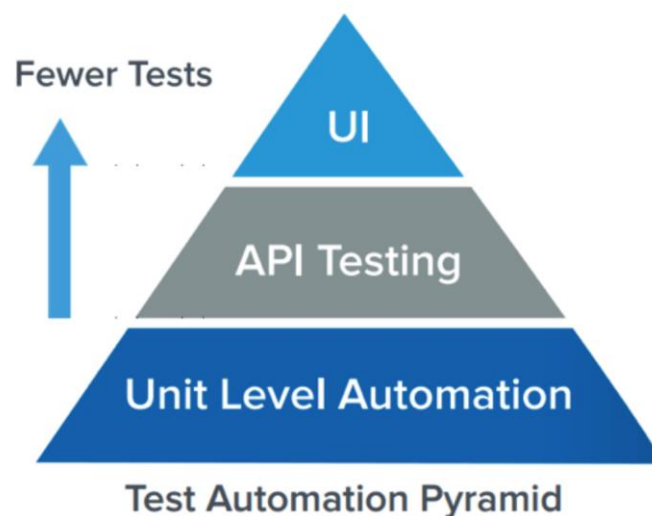 Fewer Tests
UI
API Testing
Unit Level Automation
Test Automation Pyramid